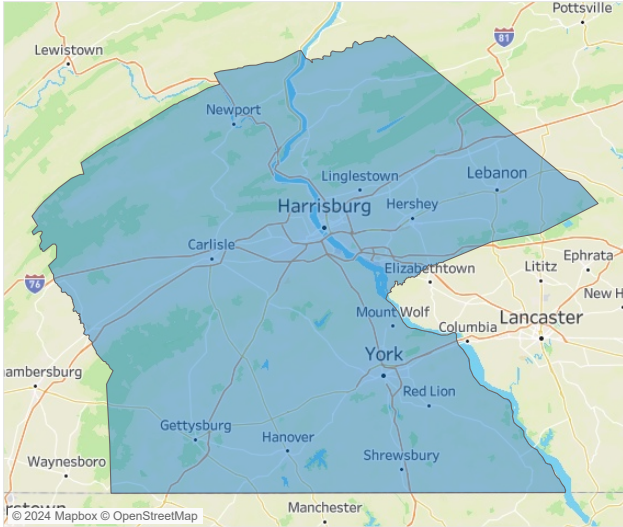 Pottsville
81
Lewistown
Newport
Linglestown
Lebanon
Harrisburg
Hershey
Carlisle
Ephrata
Elizabethtown
Lititz
76
New H
Mount Wolf
Lancaster
Columbia
York
ambersburg
Red Lion
Gettysburg
Hanover
Shrewsbury
Waynesboro
rstown
Manchester
© 2024 Mapbox © OpenStreetMap